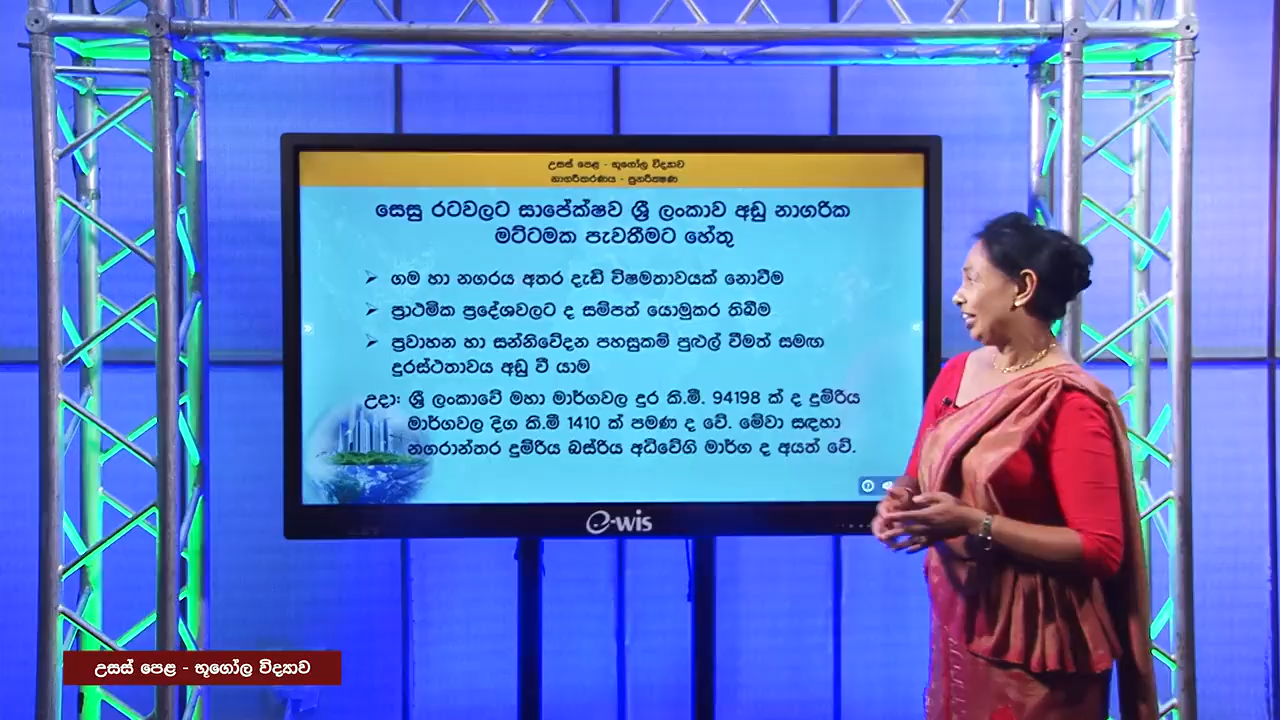 උසස් පෙළ - භූගෝල විද්‍යාව
නාගරීකරණය - පුනරීක්ෂණ
සෙසු රටවලට සාපේක්ෂව ශ්‍රී ලංකාව අඩු නාගරික
මට්ටමක පැවතීමට හේතු
➢ ගම හා නගරය අතර දැඩි විෂමතාවයක් නොවීම
➢ ප්‍රාථමික ප්‍රදේශවලට ද සම්පත් යොමුකර තිබීම
➢ ප්‍රවාහන හා සන්නිවේදන පහසුකම් පුළුල් වීමත් සමඟ
දුරස්ථතාවය අඩු වී යාම
උදා: ශ්‍රී ලංකාවේ මහා මාර්ගවල දුර කි.මී. 94198 ක් ද දුම්රිය
මාර්ගවල දිග කි.මී 1410 ක් පමණ ද වේ. මේවා සඳහා
නගරාන්තර දුම්රිය බස්රිය අධිවේගී මාර්ග ද අයත් වේ.
e-wis
උසස් පෙළ - භූගෝල විද්‍යාව